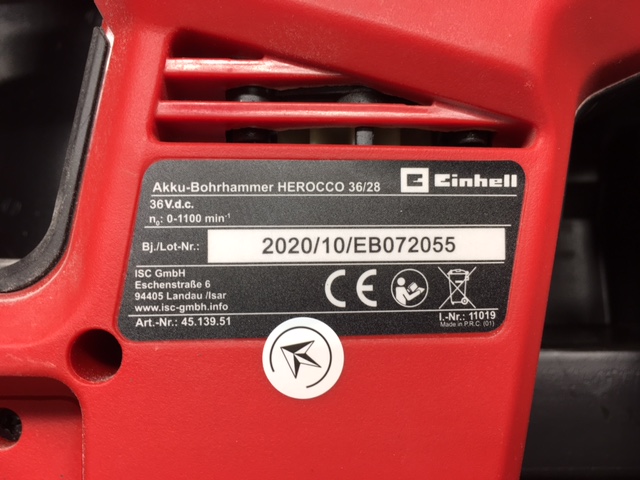 Akku-Bohrhammer HEROCCO 36/28
Einhell
36V.d.c.
n₀: 0-1100 min⁻¹
Bj./Lot-Nr.: 2020/10/EB072055
ISC GmbH
Eschenstraße 6
94405 Landau /Isar
www.isc-gmbh.info
Art.-Nr.: 45.139.51
CE
I.-Nr.: 11019
Made in P.R.C. (01)